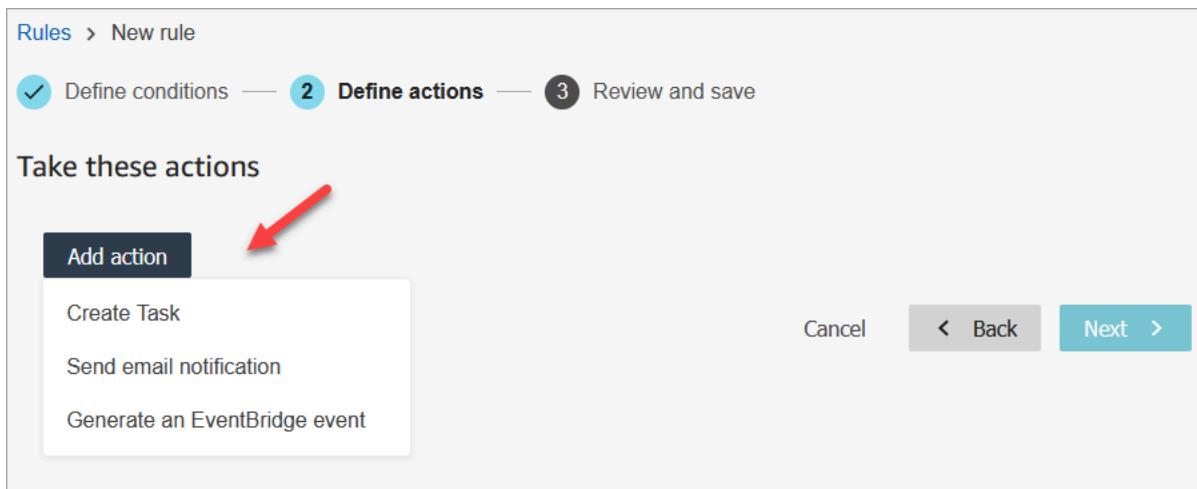 Rules > New rule
Define conditions 2 Define actions 3 Review and save
Take these actions
Add action
Create Task
Send email notification
Generate an EventBridge event
Cancel < Back Next >